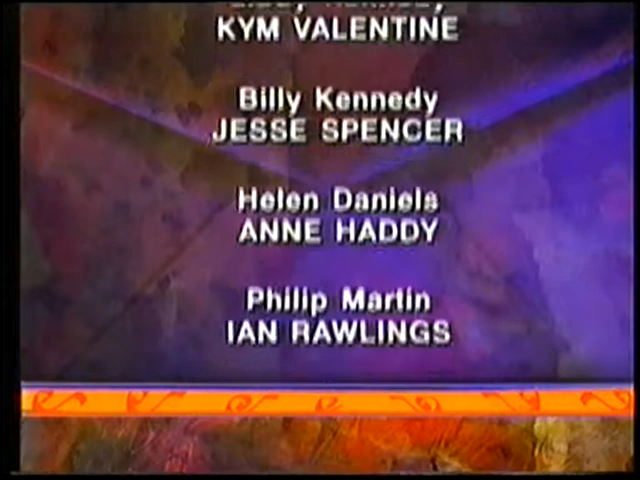 KYM VALENTINE
Billy Kennedy
JESSE SPENCER
Helen Daniels
ANNE HADDY
Philip Martin
IAN RAWLINGS